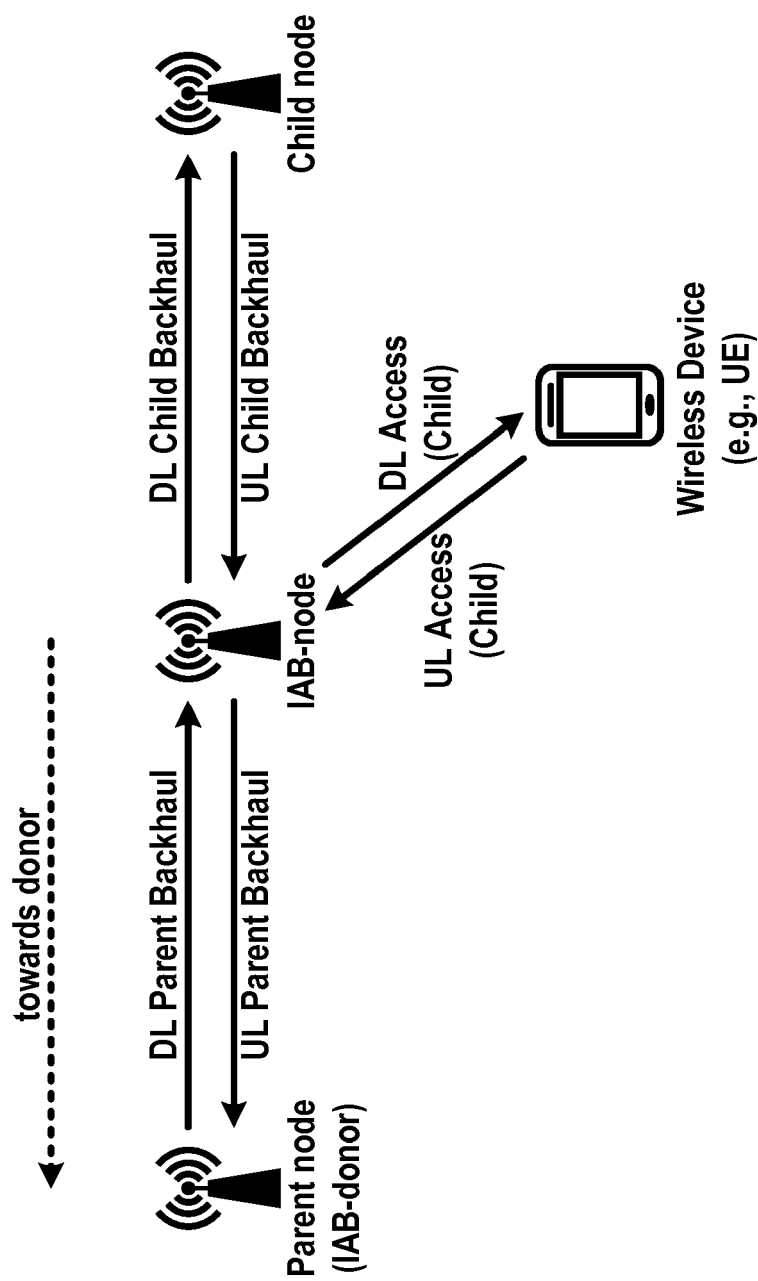 towards donor
DL Parent Backhaul
DL Child Backhaul
UL Parent Backhaul
UL Child Backhaul
Parent node
(IAB-donor)
IAB-node
Child node
DL Access
(Child)
UL Access
(Child)
Wireless Device
(e.g., UE)